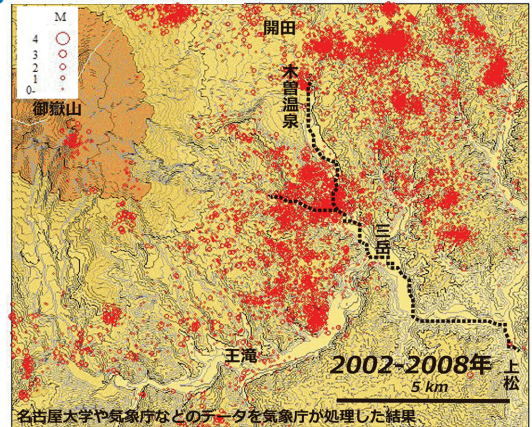 M
4
3
2
1
0-
開田
木曽温泉
御嶽山
三岳
王滝
上松
2002-2008年
5 km
名古屋大学や気象庁などのデータを気象庁が処理した結果